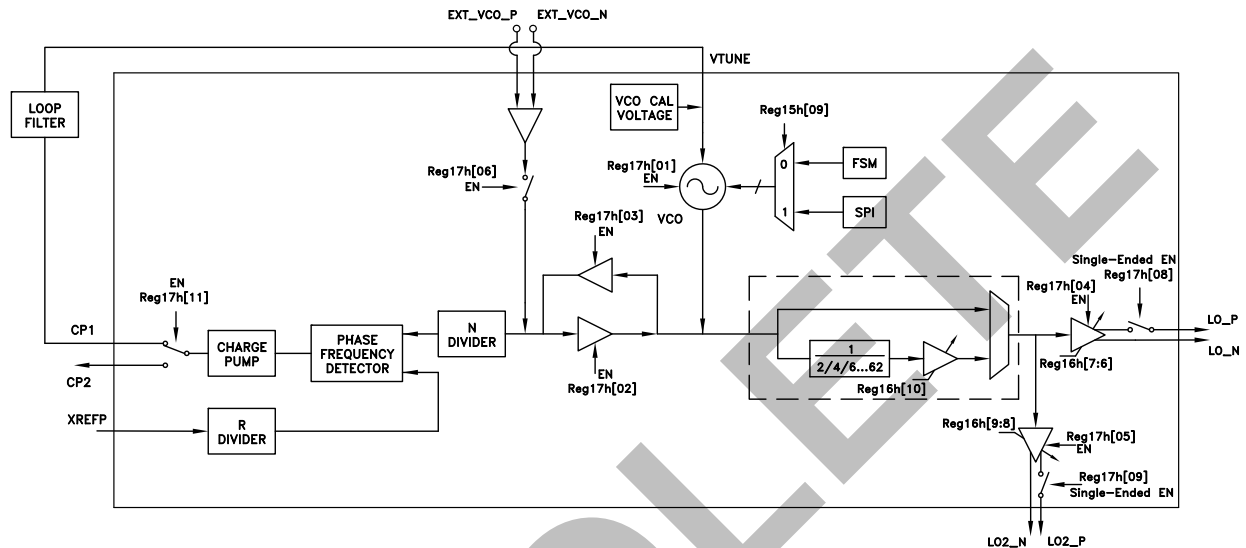 EXT_VCO_P
EXT_VCO_N
VTUNE
LOOP
FILTER
VCO CAL
VOLTAGE
Reg15h[09]
0
1
FSM
SPI
Reg17h[06]
EN
Reg17h[01]
EN
VCO
Reg17h[03]
EN
EN
Reg17h[11]
CP1
CP2
CHARGE
PUMP
PHASE
FREQUENCY
DETECTOR
N
DIVIDER
EN
Reg17h[02]
XREFP
R
DIVIDER
1
2/4/6...62
Reg16h[10]
Single-Ended EN
Reg17h[08]
Reg17h[04]
EN
LO_P
LO_N
Reg16h[7:6]
Reg16h[9:8]
Reg17h[05]
EN
Reg17h[09]
Single-Ended EN
LO2_N
LO2_P
OLETE